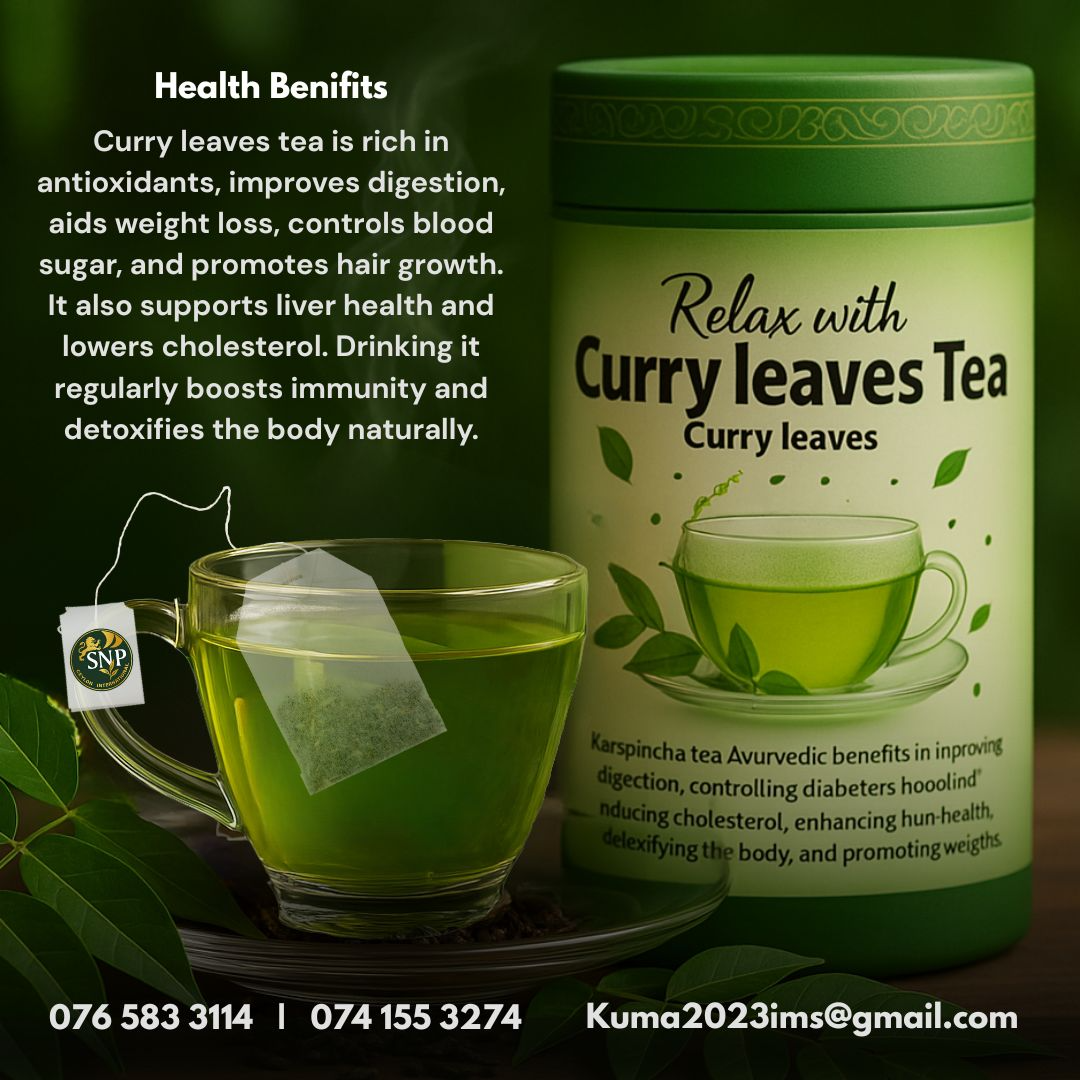 Health Benifits
Curry leaves tea is rich in
antioxidants, improves digestion,
aids weight loss, controls blood
sugar, and promotes hair growth.
It also supports liver health and
lowers cholesterol. Drinking it
regularly boosts immunity and
detoxifies the body naturally.
Relax with
Curry leaves Tea
Curry leaves
SNP
CEYLON INTERNATIONAL
Karspincha tea Ayurvedic benefits in inproving
digection, controlling diabeters hooolind'
nducing cholesterol, enhancing hun-health,
delexifying the body, and promoting weigths.
076 583 3114 | 074 155 3274
Kuma2023ims@gmail.com